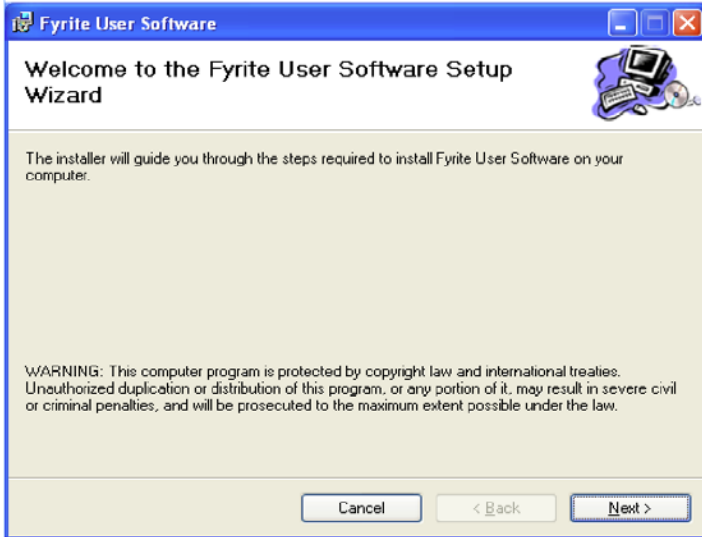 Fyrite User Software
Welcome to the Fyrite User Software Setup
Wizard
The installer will guide you through the steps required to install Fyrite User Software on your
computer.
WARNING: This computer program is protected by copyright law and international treaties.
Unauthorized duplication or distribution of this program, or any portion of it, may result in severe civil
or criminal penalties, and will be prosecuted to the maximum extent possible under the law.
Cancel < Back Next >